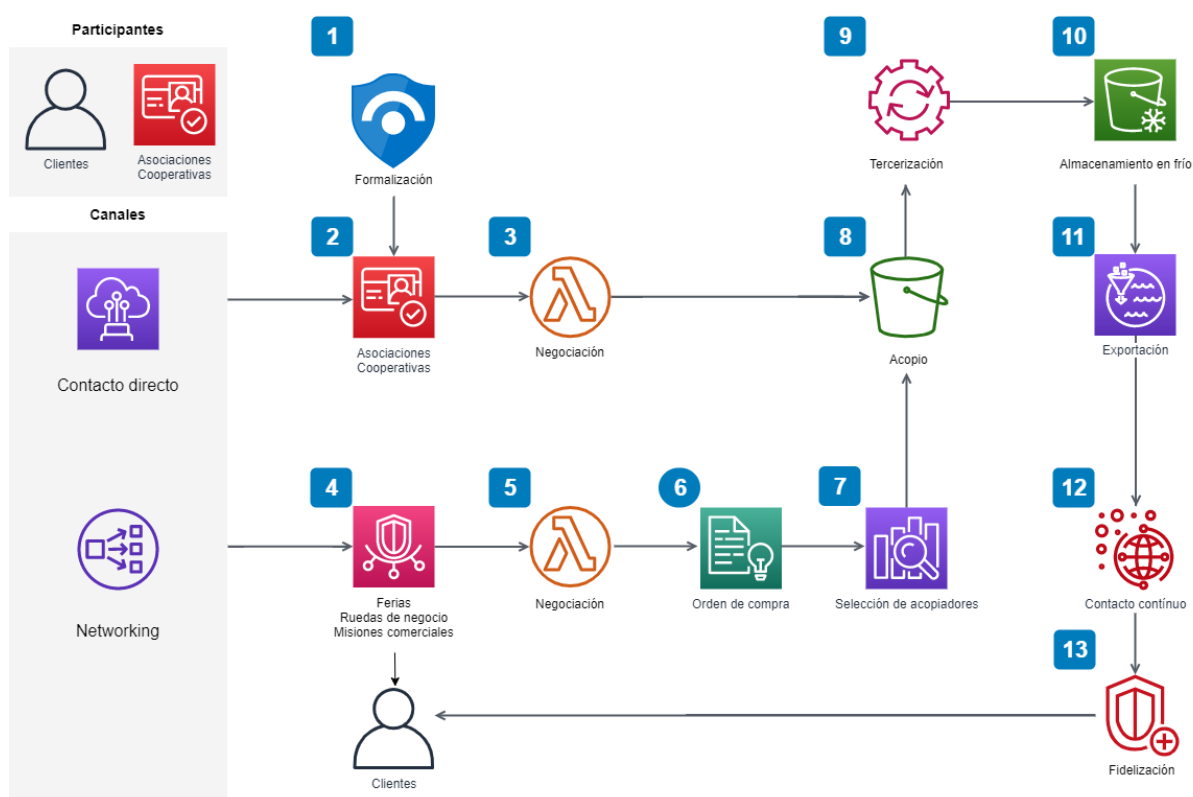 Participantes
Clientes
Asociaciones
Cooperativas
Canales
Contacto directo
Networking
1
Formalización
2
Asociaciones
Cooperativas
3
Negociación
4
Ferias
Ruedas de negocio
Misiones comerciales
Clientes
5
Negociación
6
Orden de compra
7
Selección de acopiadores
8
Acopio
9
Tercerización
10
Almacenamiento en frío
11
Exportación
12
Contacto contínuo
13
Fidelización